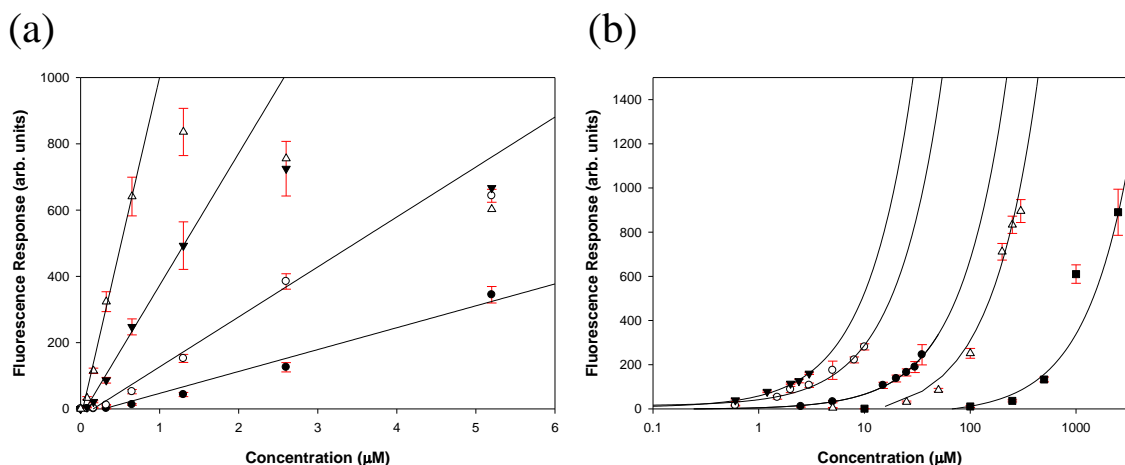 (a)
(b)
Fluorescence Response (arb. units)
1000
800
600
400
200
0
0 1 2 3 4 5 6
Concentration (μM)
Fluorescence Response (arb. units)
1400
1200
1000
800
600
400
200
0
0.1 1 10 100 1000
Concentration (μM)